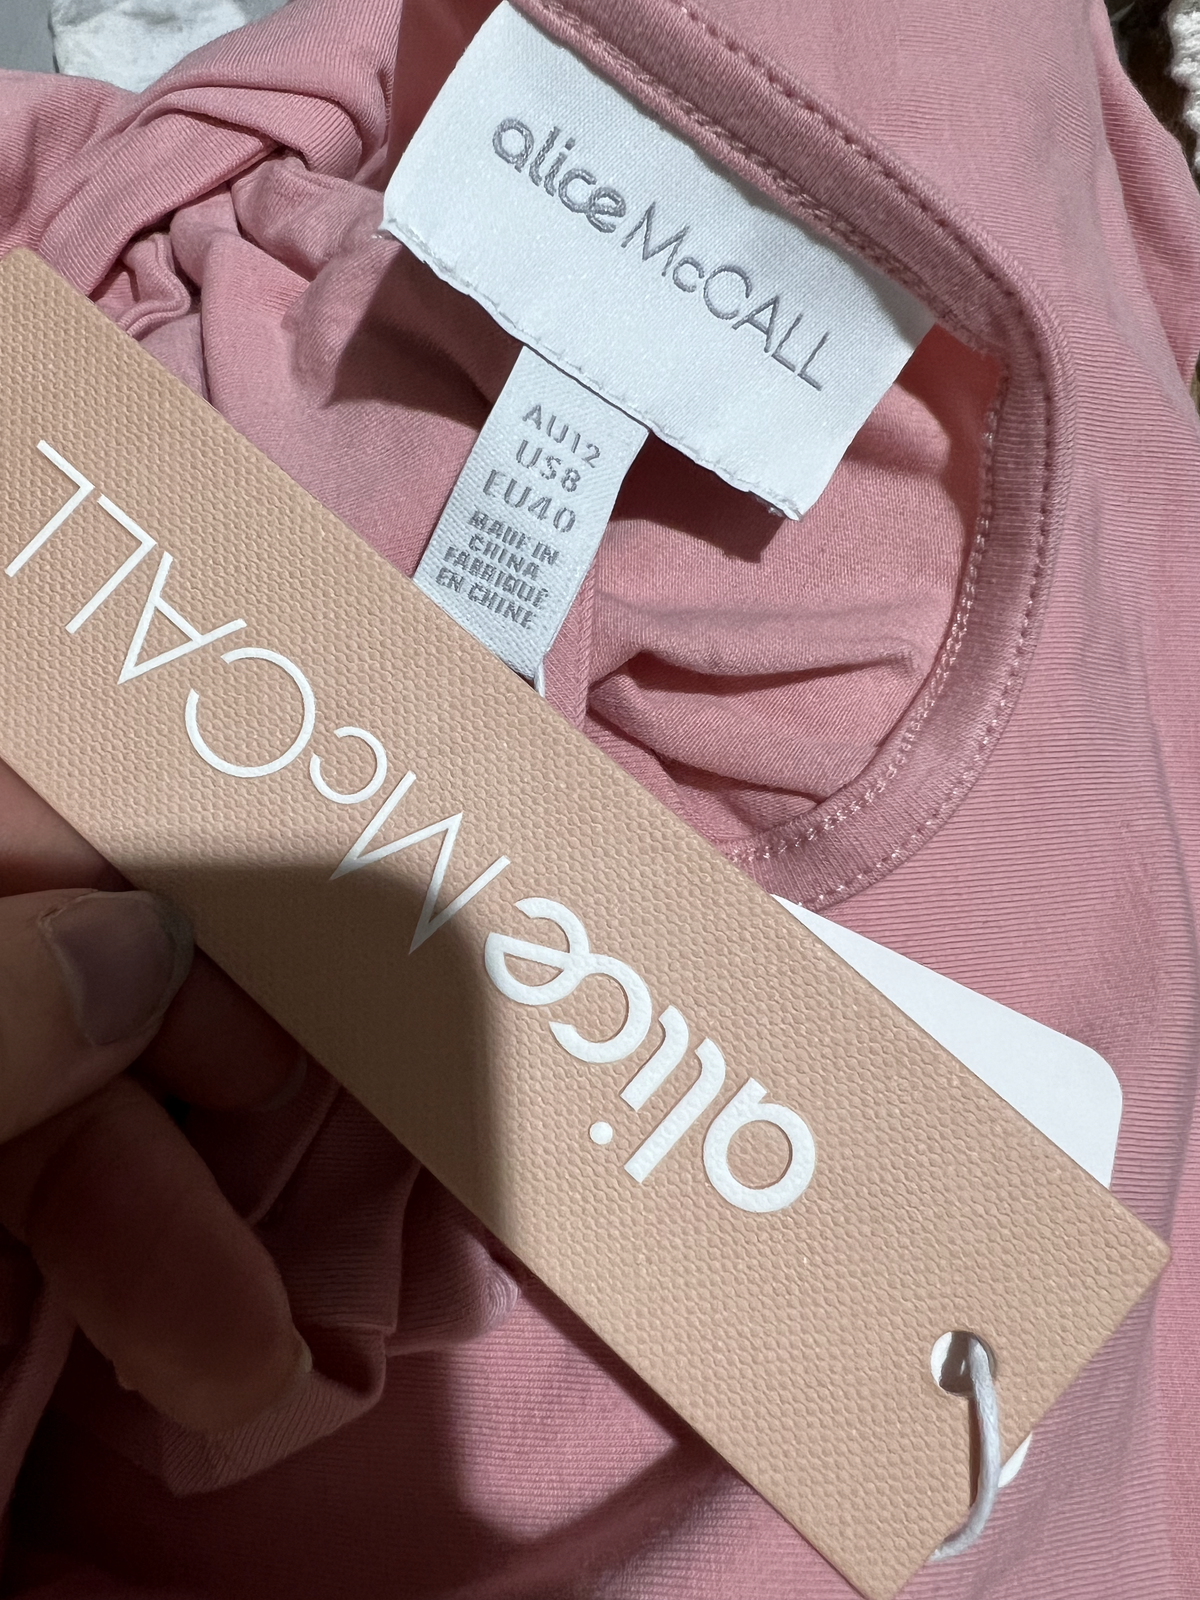 alice McCALL
AU12
US8
EU40
MADE IN
CHINA
FABRIQUÉ
EN CHINE
alice McCALL